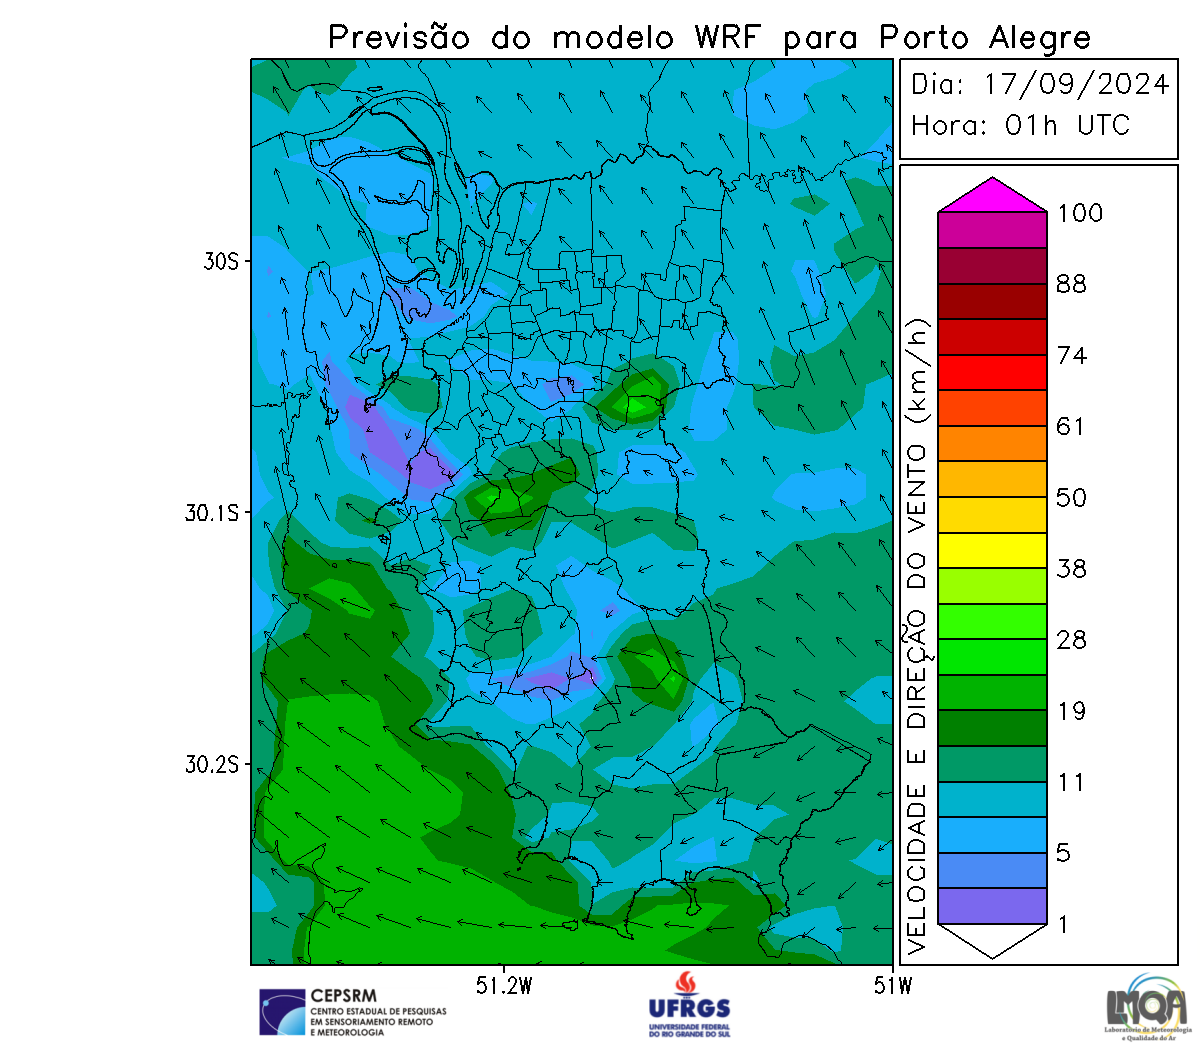 Previsão do modelo WRF para Porto Alegre
Dia: 17/09/2024
Hora: 01h UTC
100
88
74
61
50
38
28
19
11
5
1
VELOCIDADE E DIREÇÃO DO VENTO (km/h)
30S
30.1S
30.2S
51.2W
51W
CEPSRM
CENTRO ESTADUAL DE PESQUISAS
EM SENSORIAMENTO REMOTO
E METEOROLOGIA
UFRGS
UNIVERSIDADE FEDERAL
DO RIO GRANDE DO SUL
LMQA
Laboratório de Meteorologia
e Qualidade do Ar